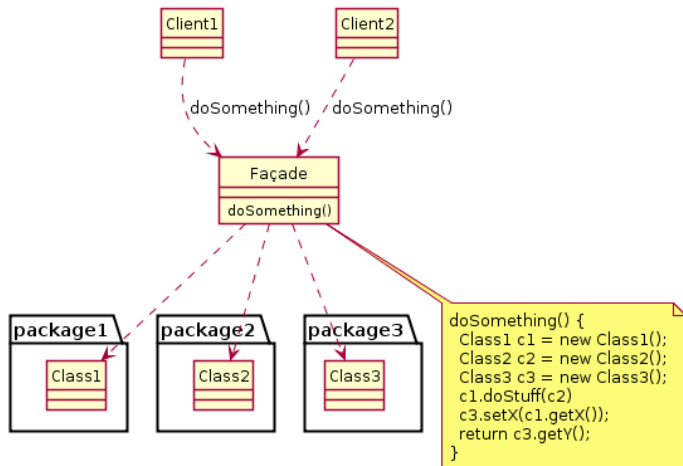 Client1
Client2
doSomething()
doSomething()
Façade
doSomething()
package1
package2
package3
Class1
Class2
Class3
doSomething() {
Class1 c1 = new Class1();
Class2 c2 = new Class2();
Class3 c3 = new Class3();
c1.doStuff(c2)
c3.setX(c1.getX());
return c3.getY();
}